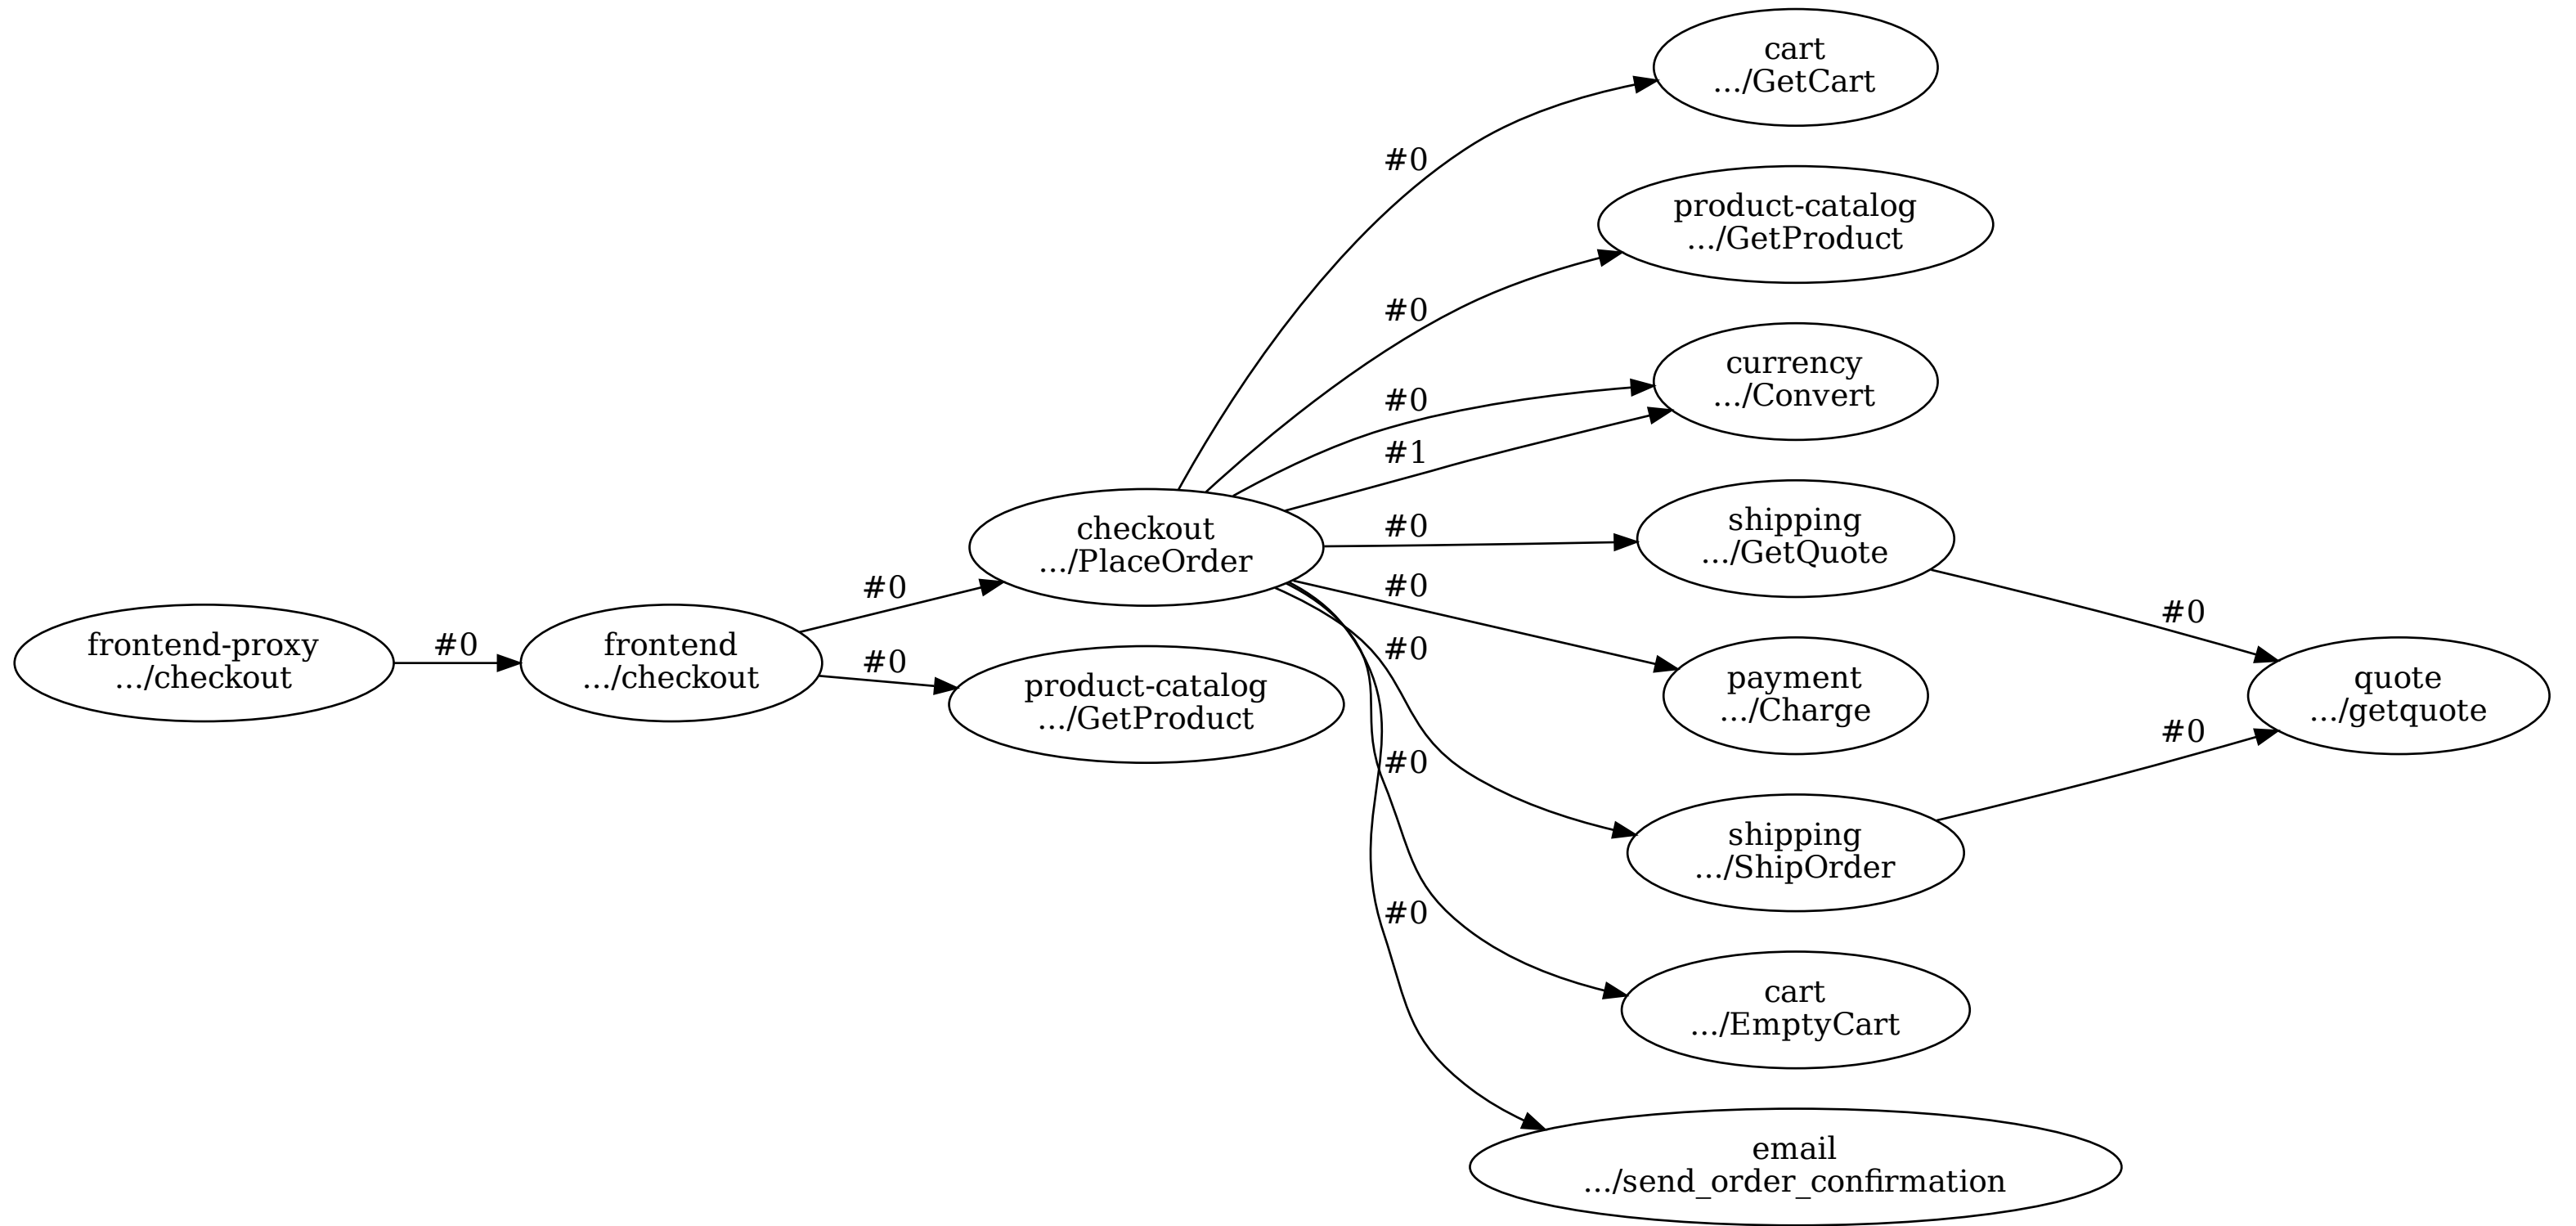 frontend-proxy
.../checkout
#0
frontend
.../checkout
#0
#0
checkout
.../PlaceOrder
product-catalog
.../GetProduct
#0
#0
#0
#1
#0
#0
#0
#0
#0
cart
.../GetCart
product-catalog
.../GetProduct
currency
.../Convert
shipping
.../GetQuote
payment
.../Charge
shipping
.../ShipOrder
cart
.../EmptyCart
email
.../send_order_confirmation
#0
#0
quote
.../getquote